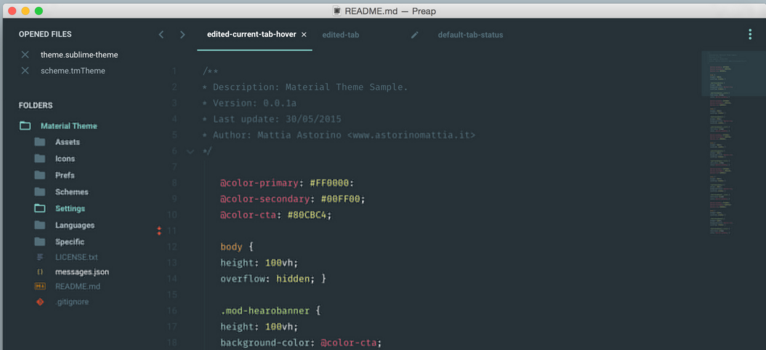 README.md — Preap
OPENED FILES
theme.sublime-theme
scheme.tmTheme
FOLDERS
Material Theme
Assets
Icons
Prefs
Schemes
Settings
Languages
Specific
LICENSE.txt
messages.json
README.md
.gitignore
edited-current-tab-hover × edited-tab default-tab-status
1 /**
2 * Description: Material Theme Sample.
3 * Version: 0.0.1a
4 * Last update: 30/05/2015
5 * Author: Mattia Astorino <www.astorinomattia.it>
6 */
7
8 @color-primary: #FF0000:
9 @color-secondary: #00FF00;
10 @color-cta: #80CBC4;
11
12 body {
13 height: 100vh;
14 overflow: hidden; }
15
16 .mod-hearobanner {
17 height: 100vh;
18 background-color: @color-cta;